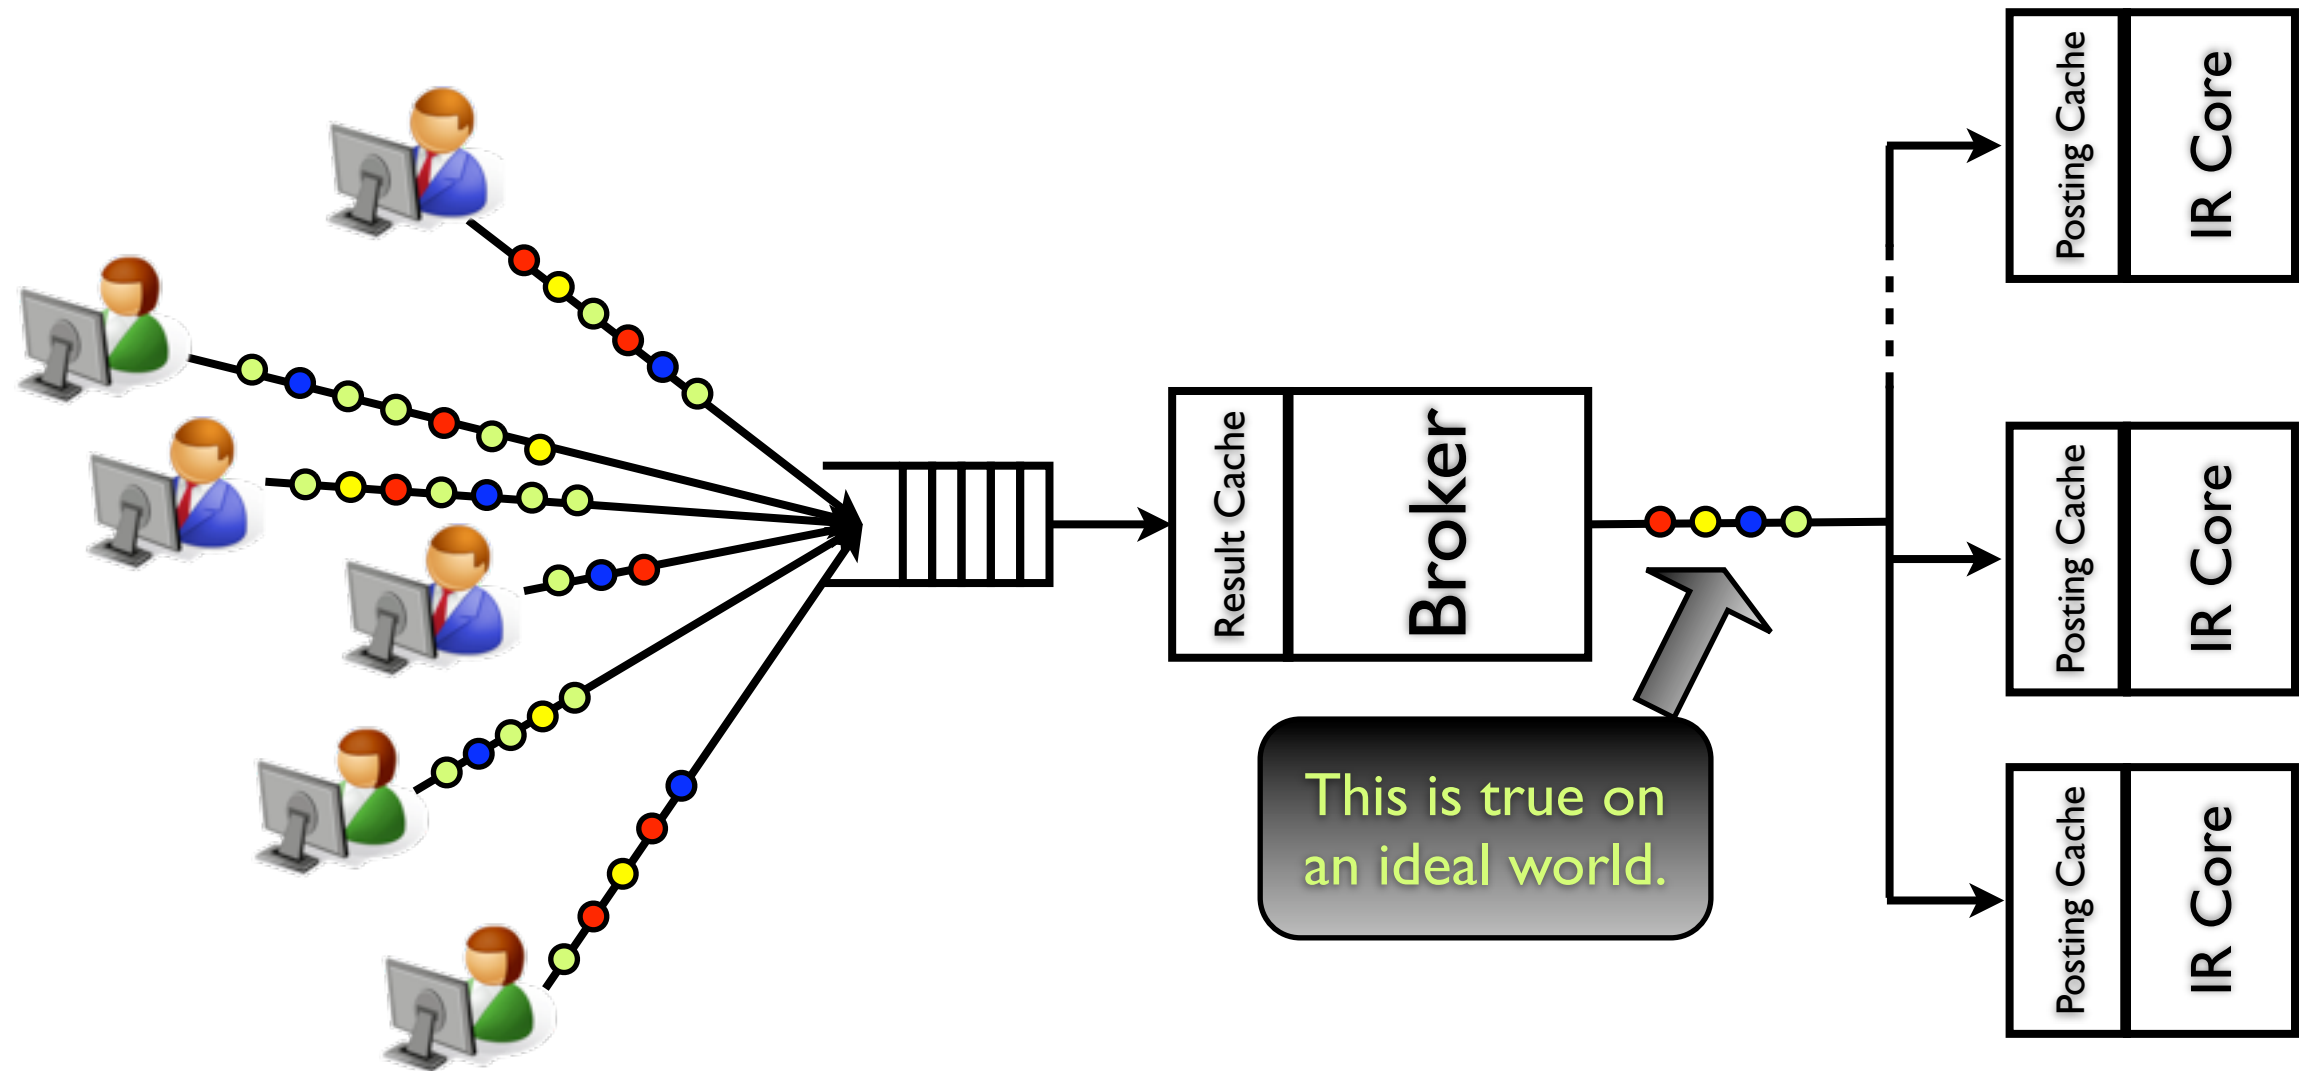 Result Cache
Broker
This is true on
an ideal world.
Posting Cache
IR Core
Posting Cache
IR Core
Posting Cache
IR Core